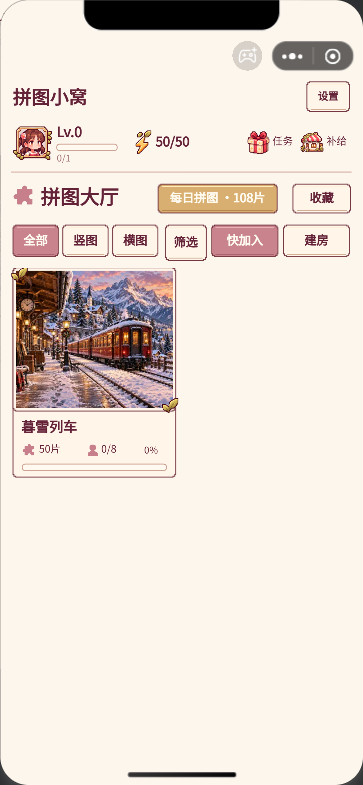 拼图小窝
设置
Lv.0
0/1
50/50
任务
补给
拼图大厅
每日拼图 · 108片
收藏
全部
竖图
横图
筛选
快加入
建房
暮雪列车
50片
0/8
0%